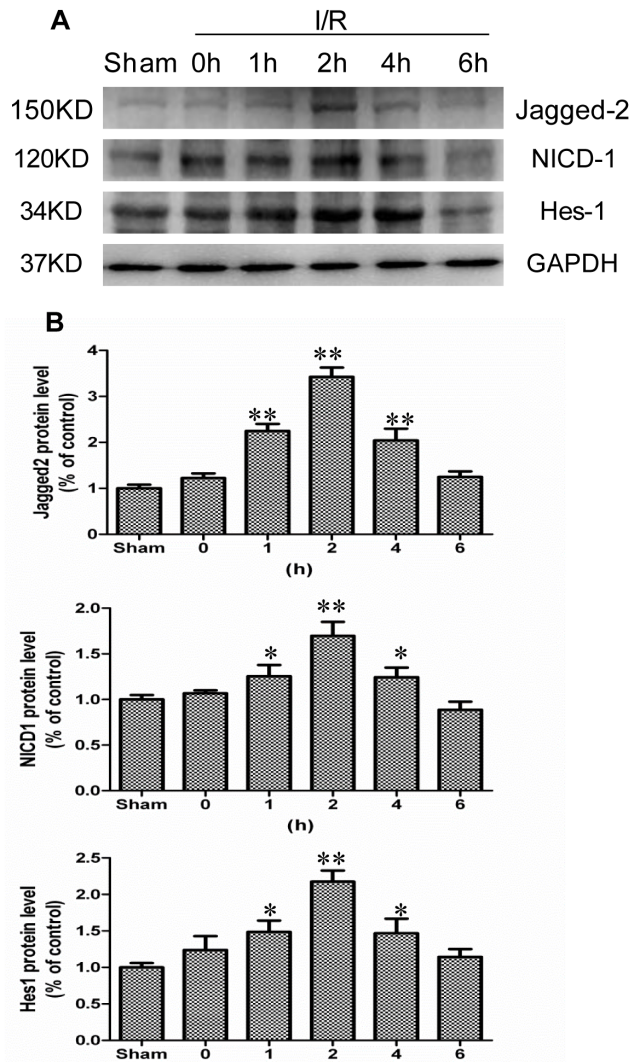 A
I/R
Sham 0h 1h 2h 4h 6h
150KD Jagged-2
120KD NICD-1
34KD Hes-1
37KD GAPDH
B
Jagged2 protein level
(% of control)
4
3
2
1
0
** ** **
Sham 0 1 2 4 6
(h)
NICD1 protein level
(% of control)
2.0
1.5
1.0
0.5
0.0
* ** *
Sham 0 1 2 4 6
(h)
Hes1 protein level
(% of control)
2.5
2.0
1.5
1.0
0.5
0.0
* ** *
Sham 0 1 2 4 6